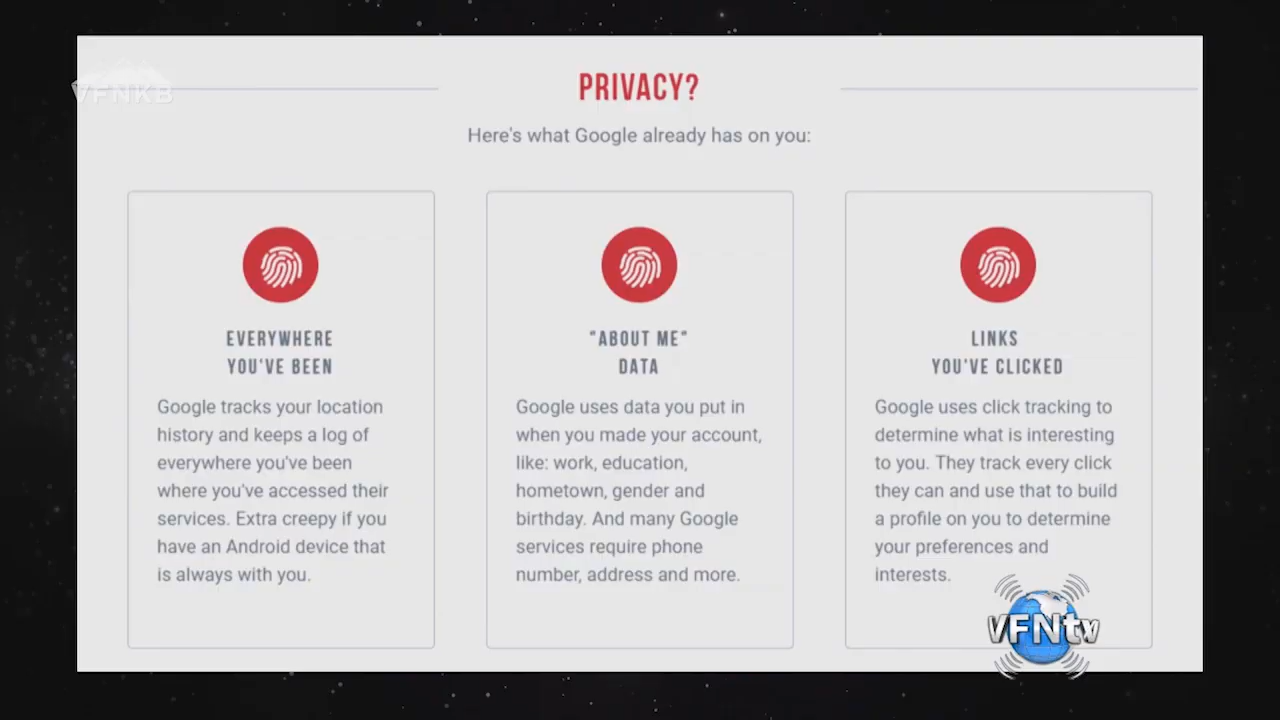 VFNKB
PRIVACY?
Here's what Google already has on you:
EVERYWHERE
YOU'VE BEEN
Google tracks your location
history and keeps a log of
everywhere you've been
where you've accessed their
services. Extra creepy if you
have an Android device that
is always with you.
"ABOUT ME"
DATA
Google uses data you put in
when you made your account,
like: work, education,
hometown, gender and
birthday. And many Google
services require phone
number, address and more.
LINKS
YOU'VE CLICKED
Google uses click tracking to
determine what is interesting
to you. They track every click
they can and use that to build
a profile on you to determine
your preferences and
interests.
VFNtv